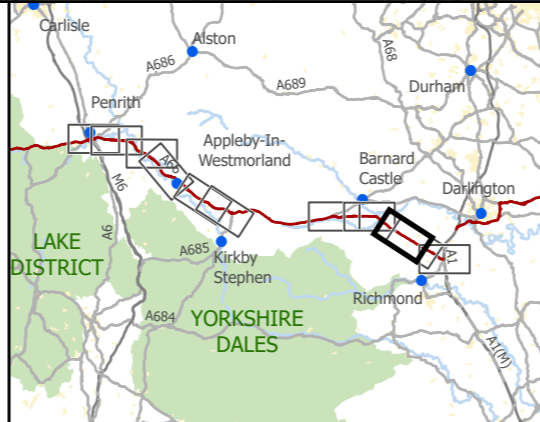 Carlisle
Alston
A686
A68
A689
Durham
Penrith
Appleby-In-
Westmorland
A66
Barnard
Castle
Darlington
M6
A6
LAKE
DISTRICT
A685
Kirkby
Stephen
A1
Richmond
A684
YORKSHIRE
DALES
A1(M)